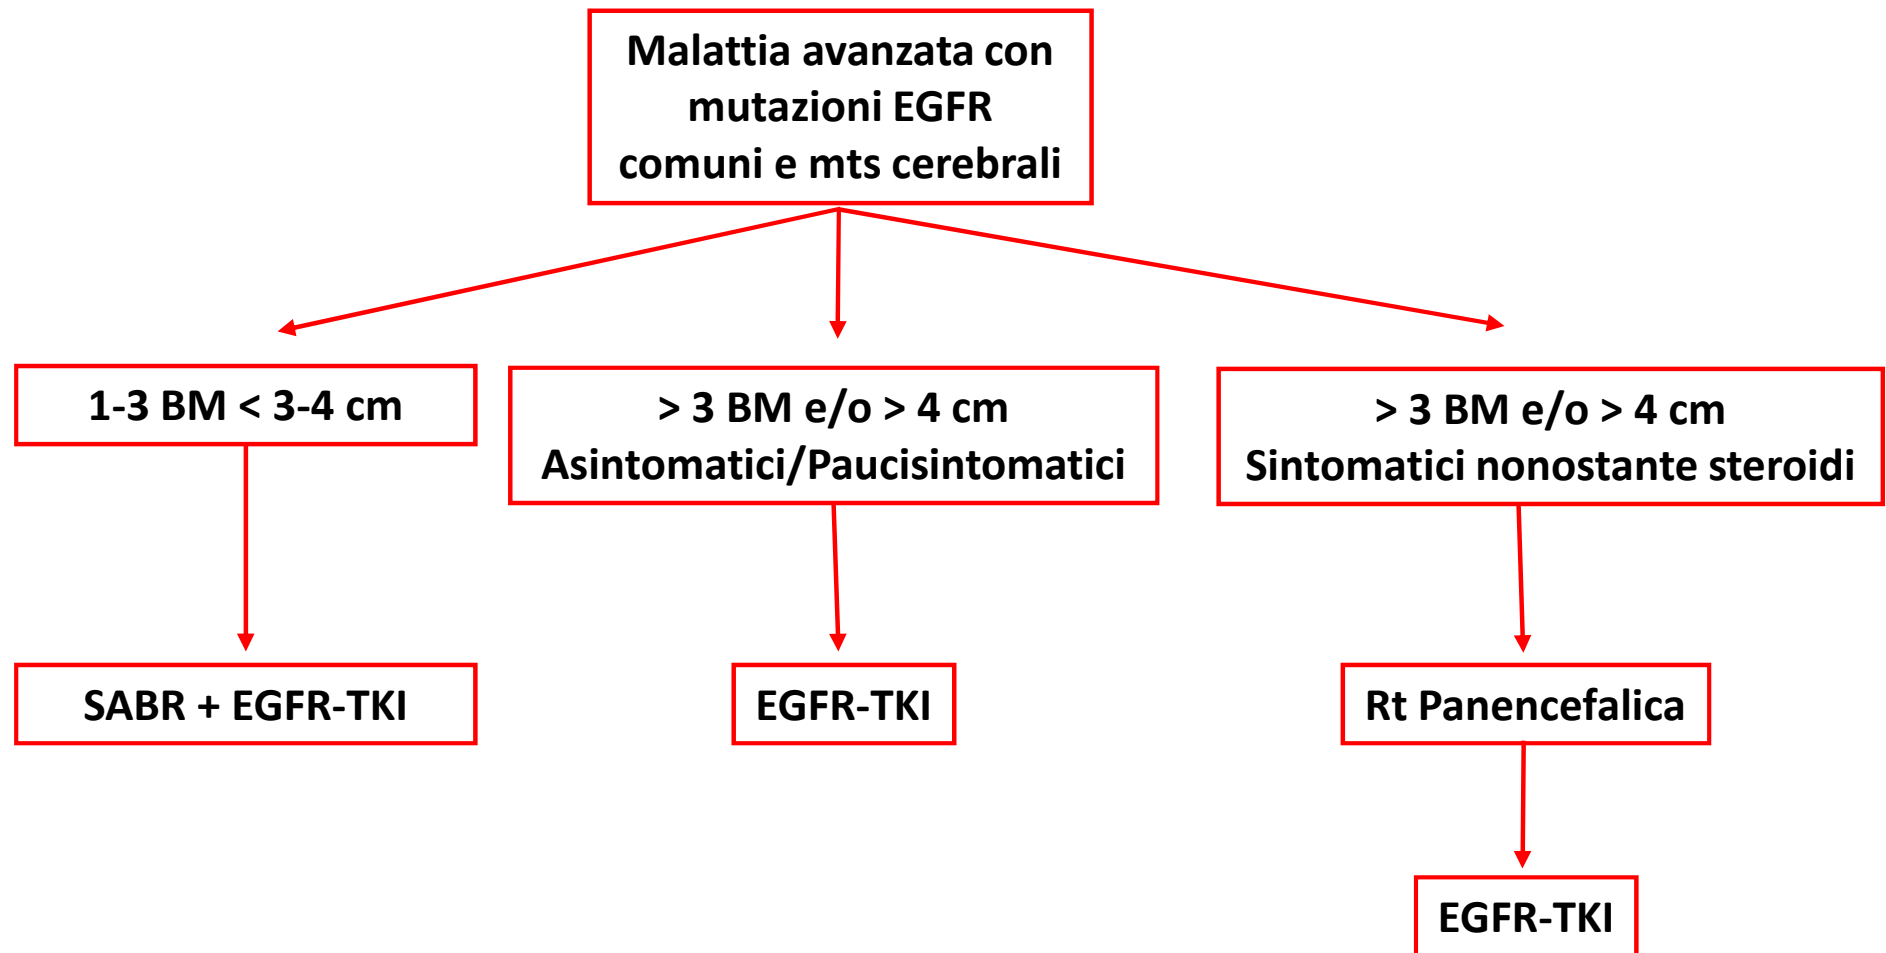 Malattia avanzata con
mutazioni EGFR
comuni e mts cerebrali
1-3 BM < 3-4 cm
> 3 BM e/o > 4 cm
Asintomatici/Paucisintomatici
> 3 BM e/o > 4 cm
Sintomatici nonostante steroidi
SABR + EGFR-TKI
EGFR-TKI
Rt Panencefalica
EGFR-TKI